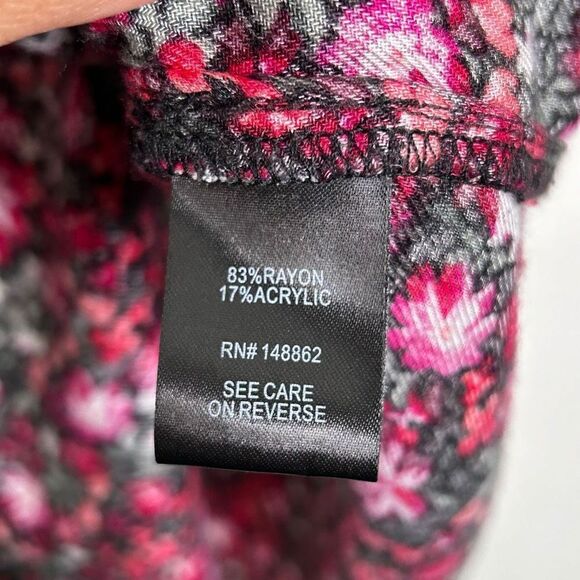 83%RAYON
17%ACRYLIC
RN# 148862
SEE CARE
ON REVERSE